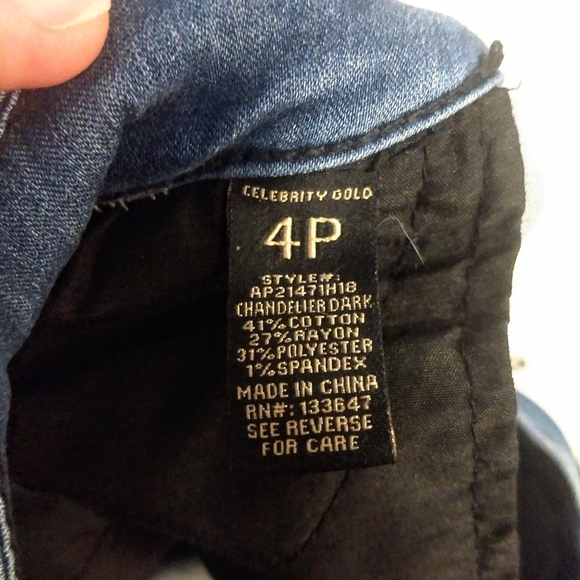 CELEBRITY GOLD
4P
STYLE#:
AP21471H18
CHANDELIER DARK
41% COTTON
27% RAYON
31% POLYESTER
1% SPANDEX
MADE IN CHINA
RN#: 133647
SEE REVERSE
FOR CARE